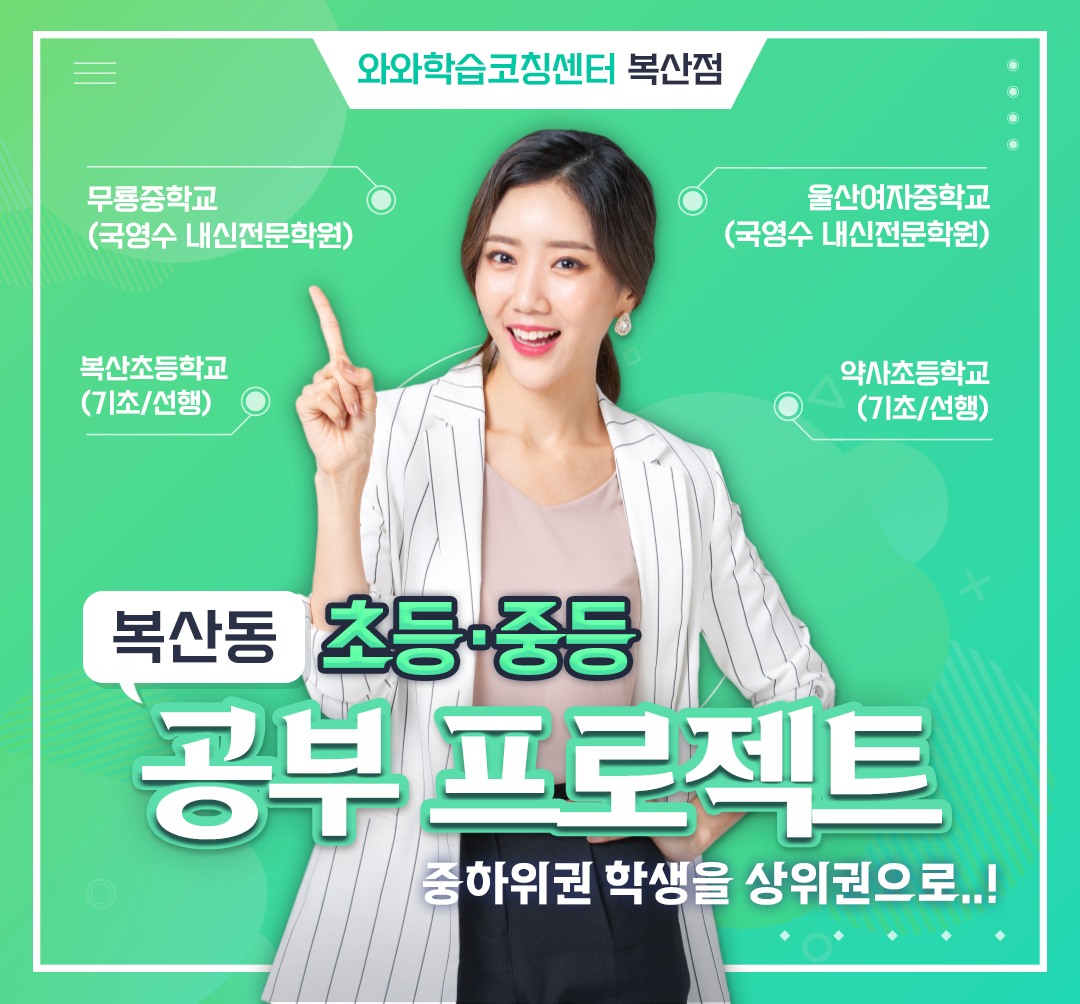 와와학습코칭센터 복산점
무룡중학교
(국영수 내신전문학원)
울산여자중학교
(국영수 내신전문학원)
복산초등학교
(기초/선행)
약사초등학교
(기초/선행)
복산동 초등·중등
공부 프로젝트
중하위권 학생을 상위권으로..!